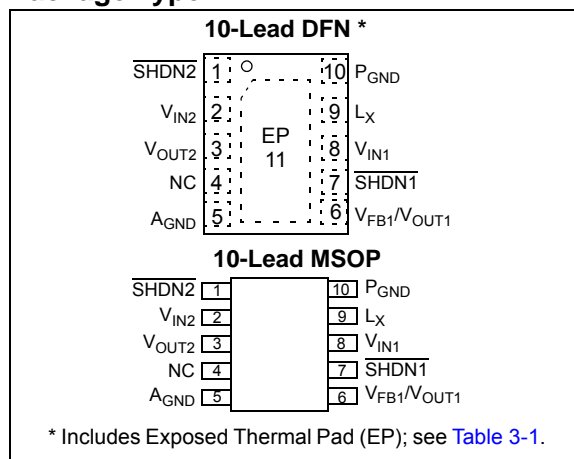 Package Type
10-Lead DFN *
SHDN2 1 10 PGND
VIN2 2 9 LX
EP
11
VOUT2 3 8 VIN1
NC 4 7 SHDN1
AGND 5 6 VFB1/VOUT1
10-Lead MSOP
SHDN2 1 10 PGND
VIN2 2 9 LX
VOUT2 3 8 VIN1
NC 4 7 SHDN1
AGND 5 6 VFB1/VOUT1
* Includes Exposed Thermal Pad (EP); see Table 3-1.